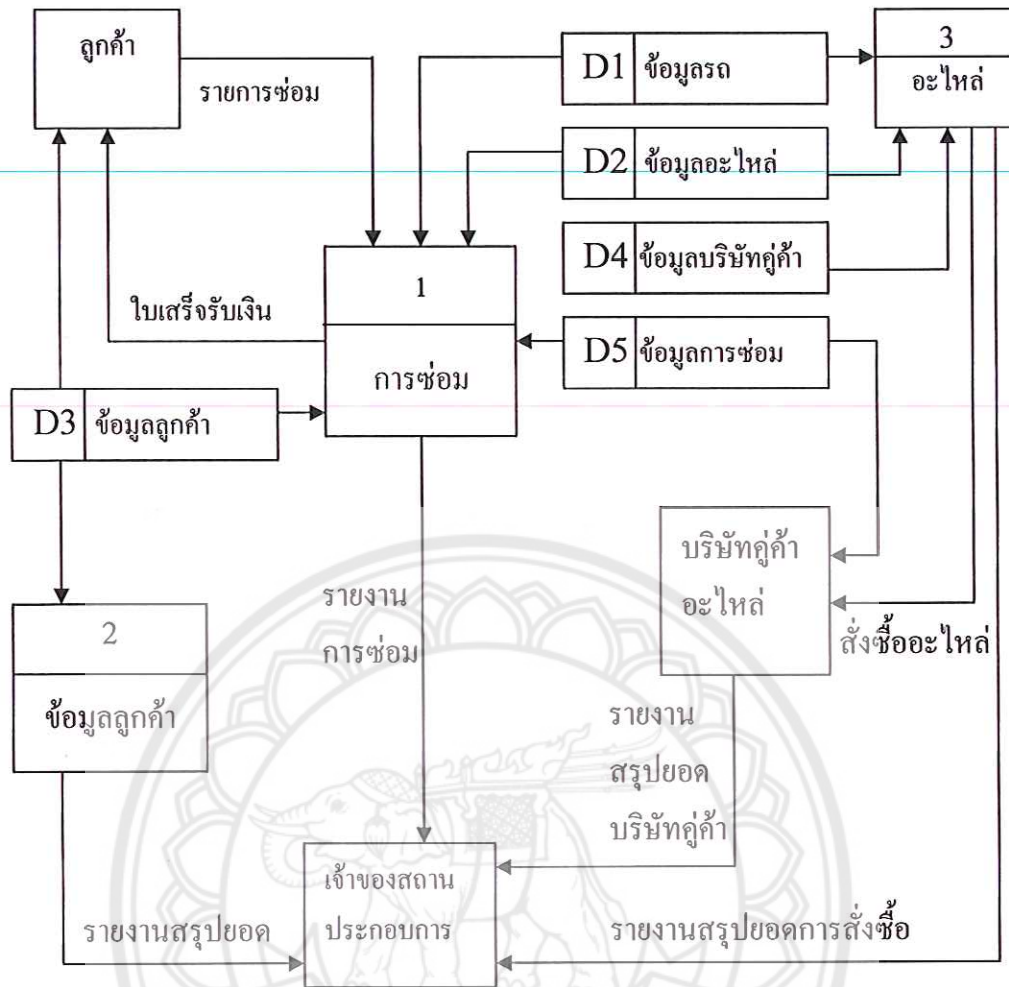 ลูกค้า
รายการซ่อม
D1 ข้อมูลรถ
3
อะไหล่
D2 ข้อมูลอะไหล่
D4 ข้อมูลบริษัทคู่ค้า
1
การซ่อม
ใบเสร็จรับเงิน
D5 ข้อมูลการซ่อม
D3 ข้อมูลลูกค้า
บริษัทคู่ค้า
อะไหล่
สั่งซื้ออะไหล่
รายงาน
การซ่อม
2
ข้อมูลลูกค้า
รายงาน
สรุปยอด
บริษัทคู่ค้า
เจ้าของสถาน
ประกอบการ
รายงานสรุปยอด
รายงานสรุปยอดการสั่งซื้อ